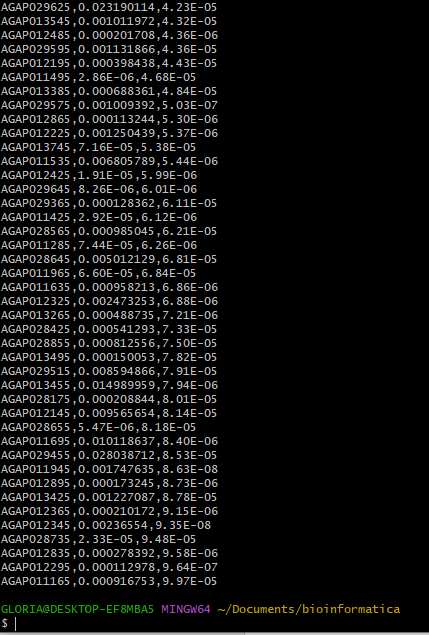 AGAP029625,0.023190114,4.23E-05
AGAP013545,0.001011972,4.32E-05
AGAP012485,0.000201708,4.36E-06
AGAP029595,0.001131866,4.36E-05
AGAP012195,0.000398438,4.43E-05
AGAP011495,2.86E-06,4.68E-05
AGAP013385,0.000688361,4.84E-05
AGAP029575,0.001009392,5.03E-07
AGAP012865,0.000113244,5.30E-06
AGAP012225,0.001250439,5.37E-06
AGAP013745,7.16E-05,5.38E-05
AGAP011535,0.006805789,5.44E-06
AGAP012425,1.91E-05,5.99E-06
AGAP029645,8.26E-06,6.01E-06
AGAP029365,0.000128362,6.11E-05
AGAP011425,2.92E-05,6.12E-06
AGAP028565,0.000985045,6.21E-05
AGAP011285,7.44E-05,6.26E-06
AGAP028645,0.005012129,6.81E-05
AGAP011965,6.60E-05,6.84E-05
AGAP011635,0.000958213,6.86E-06
AGAP012325,0.002473253,6.88E-06
AGAP013265,0.000488735,7.21E-06
AGAP028425,0.000541293,7.33E-05
AGAP028855,0.000812556,7.50E-05
AGAP013495,0.000150053,7.82E-05
AGAP029515,0.008594866,7.91E-05
AGAP013455,0.014989959,7.94E-06
AGAP028175,0.000208844,8.01E-05
AGAP012145,0.009565654,8.14E-05
AGAP028655,5.47E-06,8.18E-05
AGAP011695,0.010118637,8.40E-06
AGAP029455,0.028038712,8.53E-05
AGAP011945,0.001747635,8.63E-08
AGAP012895,0.000173245,8.73E-06
AGAP013425,0.001227087,8.78E-05
AGAP012365,0.000210172,9.15E-06
AGAP012345,0.00236554,9.35E-08
AGAP028735,2.33E-05,9.48E-05
AGAP012835,0.000278392,9.58E-06
AGAP012295,0.000112978,9.64E-07
AGAP011165,0.000916753,9.97E-05
GLORIA@DESKTOP-EF8MBA5 MINGW64 ~/Documents/bioinformatica
$